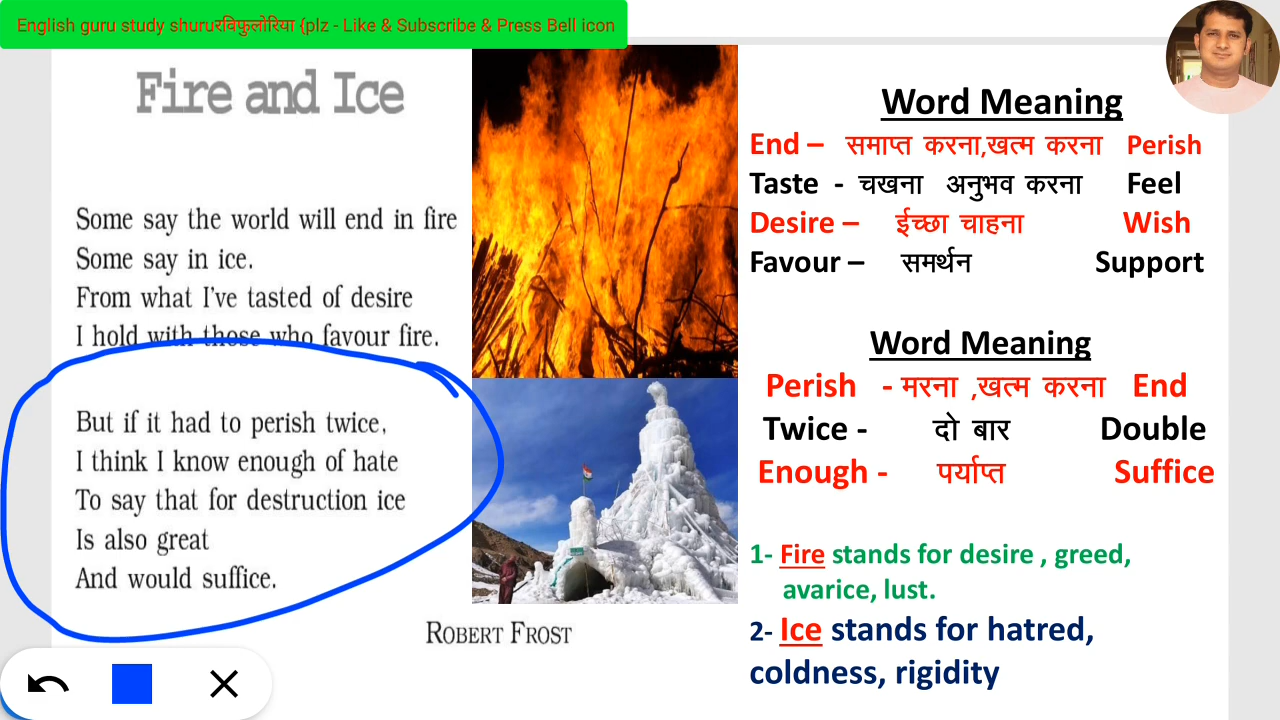 English guru study shuruरविफुलोरिया {plz - Like & Subscribe & Press Bell icon
Fire and Ice
Some say the world will end in fire
Some say in ice.
From what I've tasted of desire
I hold with those who favour fire.
But if it had to perish twice,
I think I know enough of hate
To say that for destruction ice
Is also great
And would suffice.
ROBERT FROST
Word Meaning
End – समाप्त करना,खत्म करना Perish
Taste - चखना अनुभव करना Feel
Desire – ईच्छा चाहना Wish
Favour – समर्थन Support
Word Meaning
Perish - मरना ,खत्म करना End
Twice - दो बार Double
Enough - पर्याप्त Suffice
1- Fire stands for desire , greed,
avarice, lust.
2- Ice stands for hatred,
coldness, rigidity